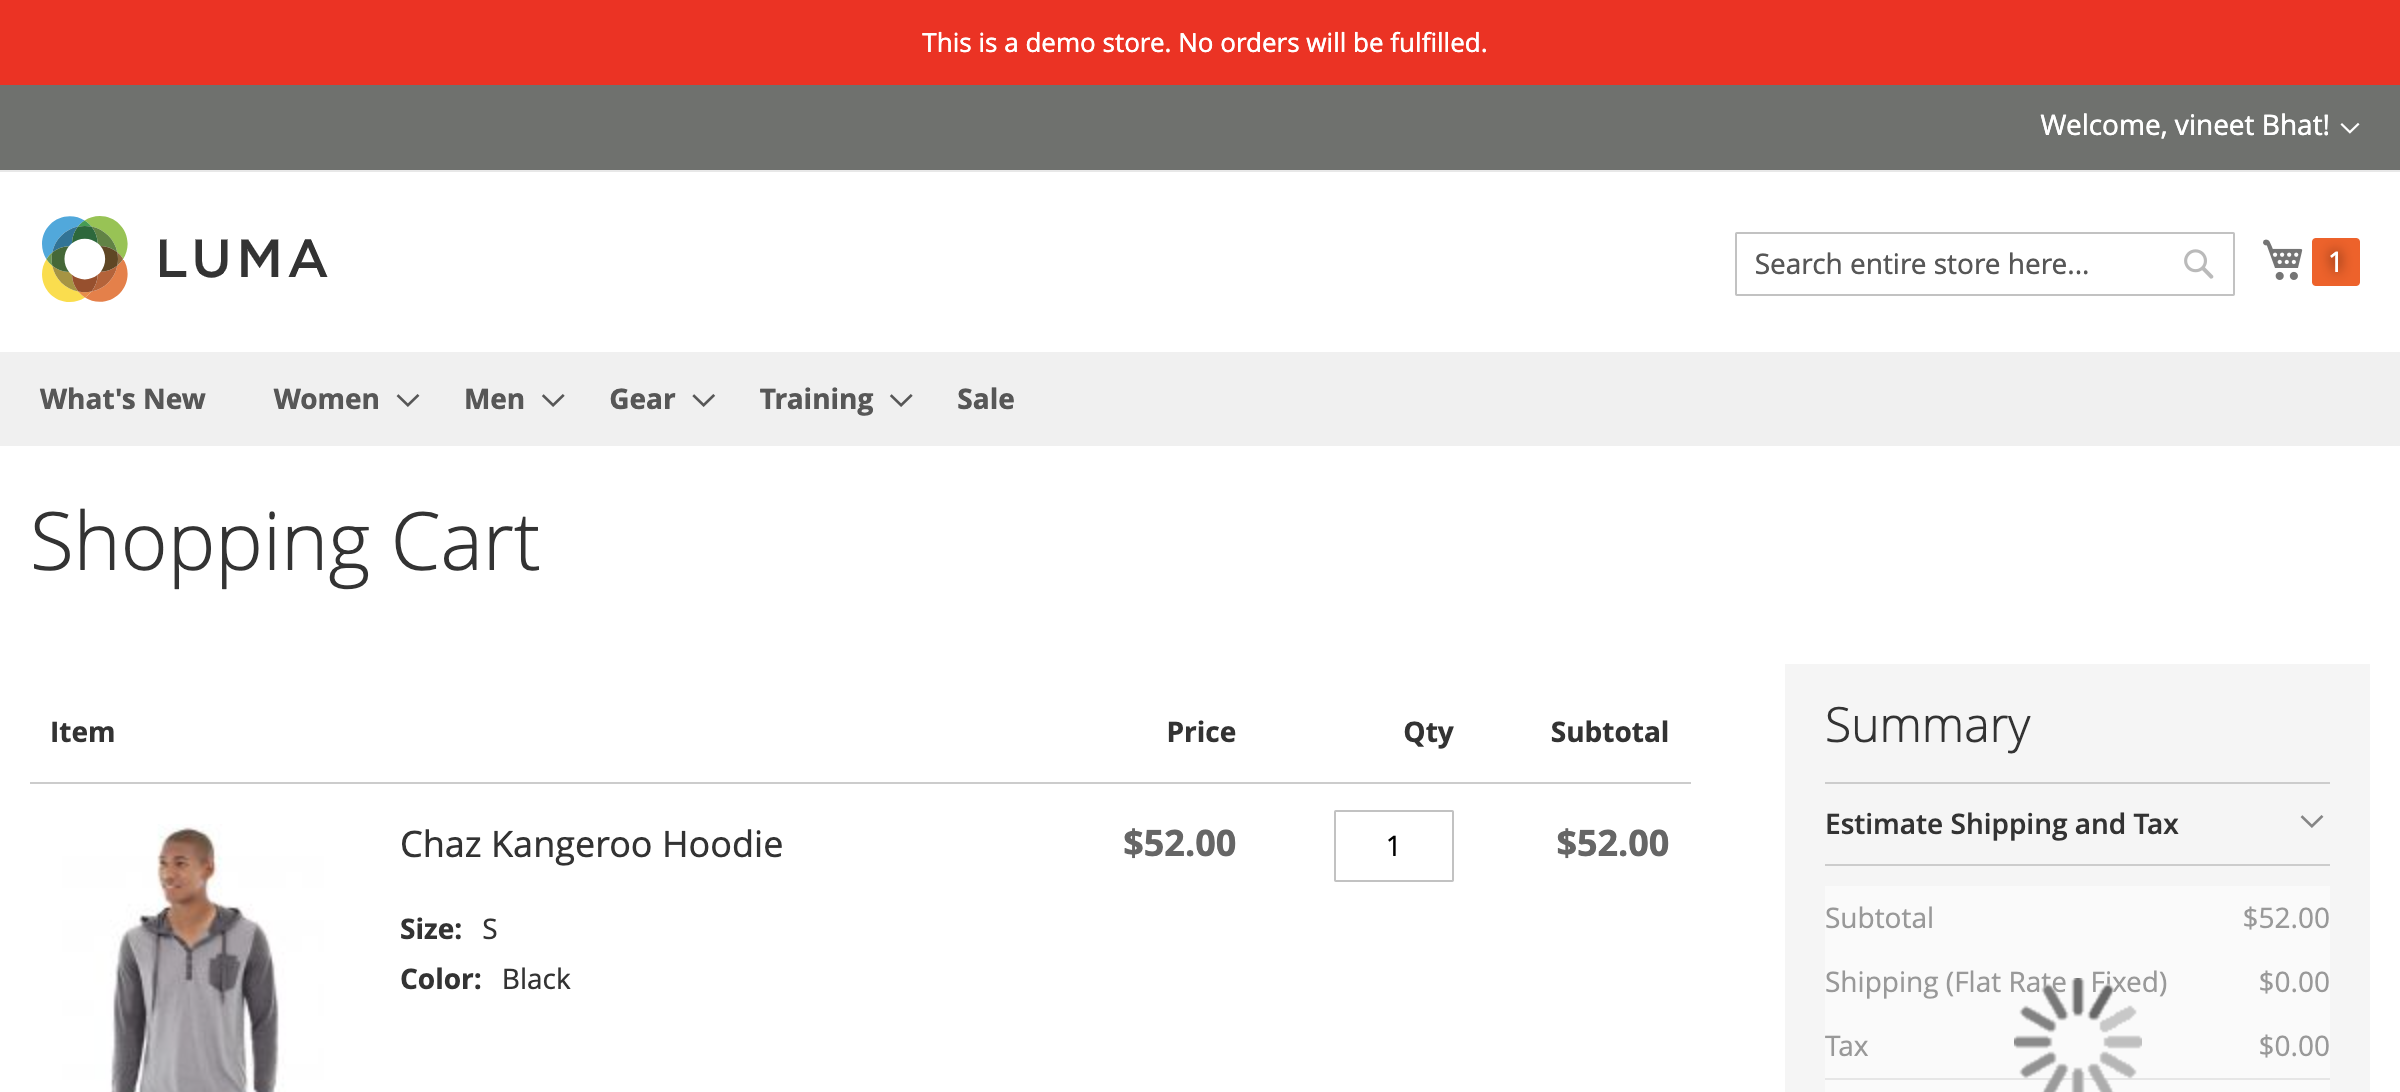 This is a demo store. No orders will be fulfilled.
Welcome, vineet Bhat!
LUMA
Search entire store here...
1
What's New Women Men Gear Training Sale
Shopping Cart
Item Price Qty Subtotal
Chaz Kangeroo Hoodie $52.00 1 $52.00
Size: S
Color: Black
Summary
Estimate Shipping and Tax
Subtotal $52.00
Shipping (Flat Rate - Fixed) $0.00
Tax $0.00